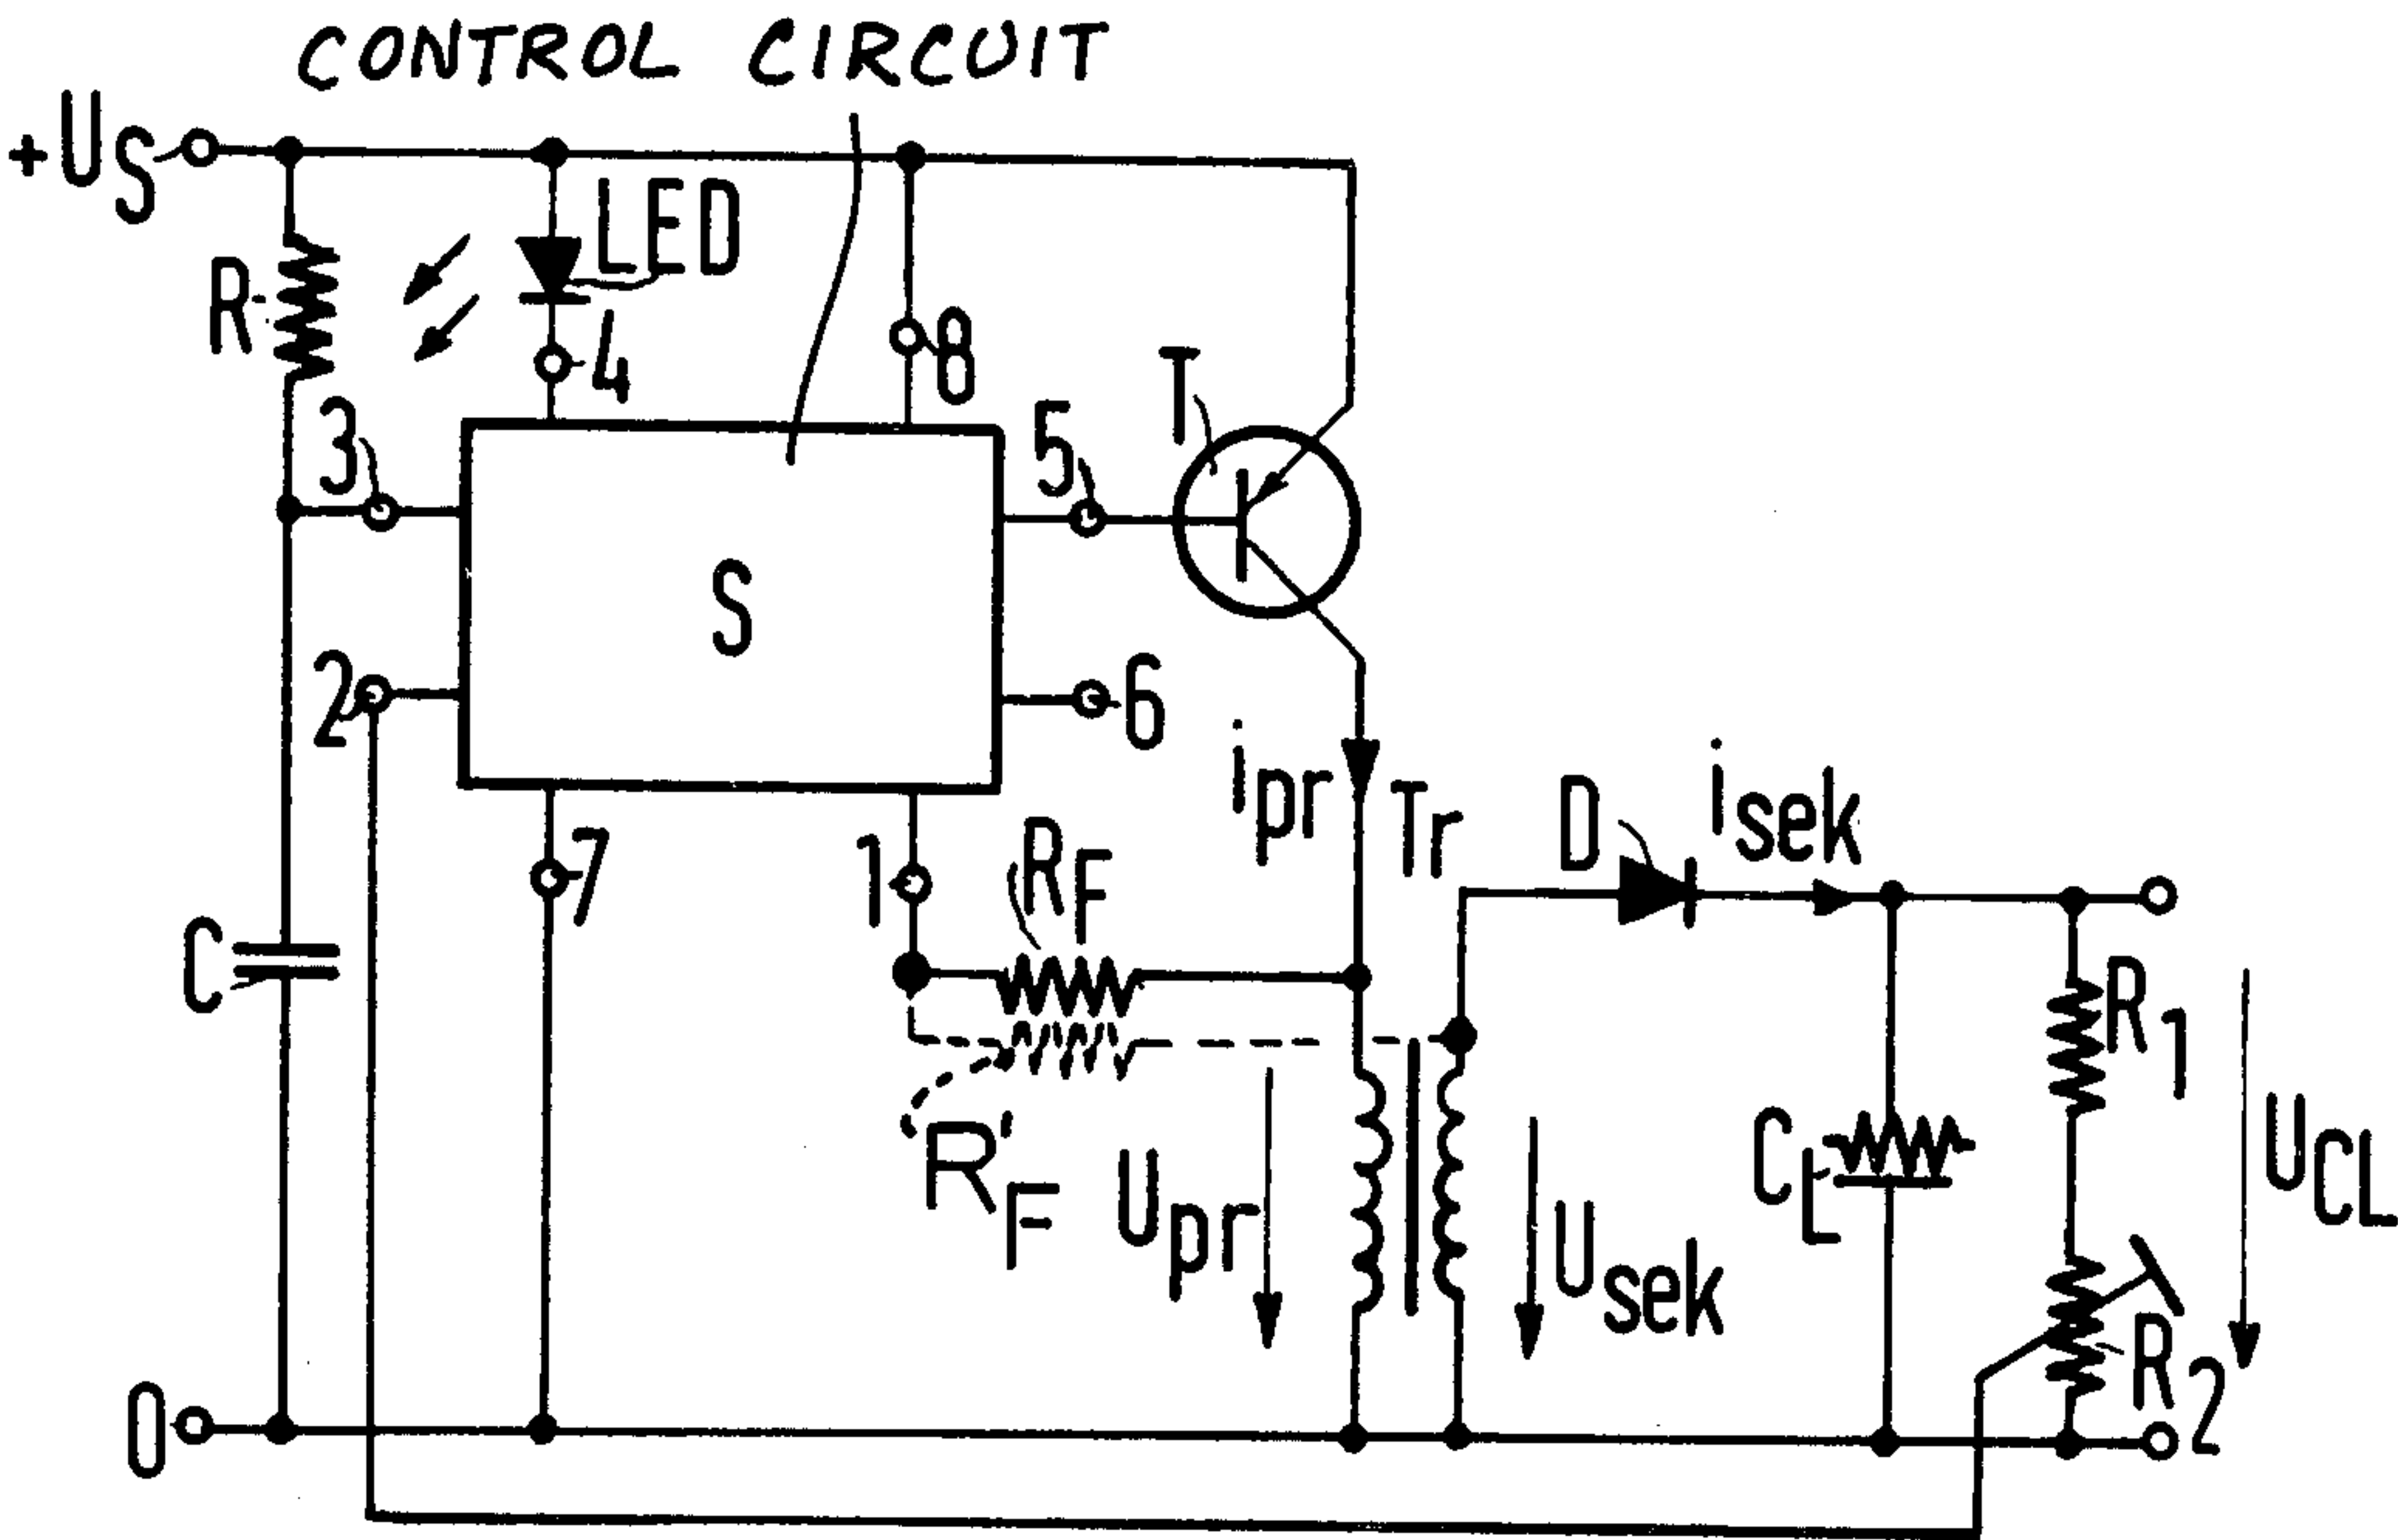 CONTROL CIRCUIT
+US
LED
R
4
8
T
3
5
S
2
6
ipr
Tr
D
isek
7
1
RF
C
R1
R'F
Upr
CL
UCL
Usek
R2
0